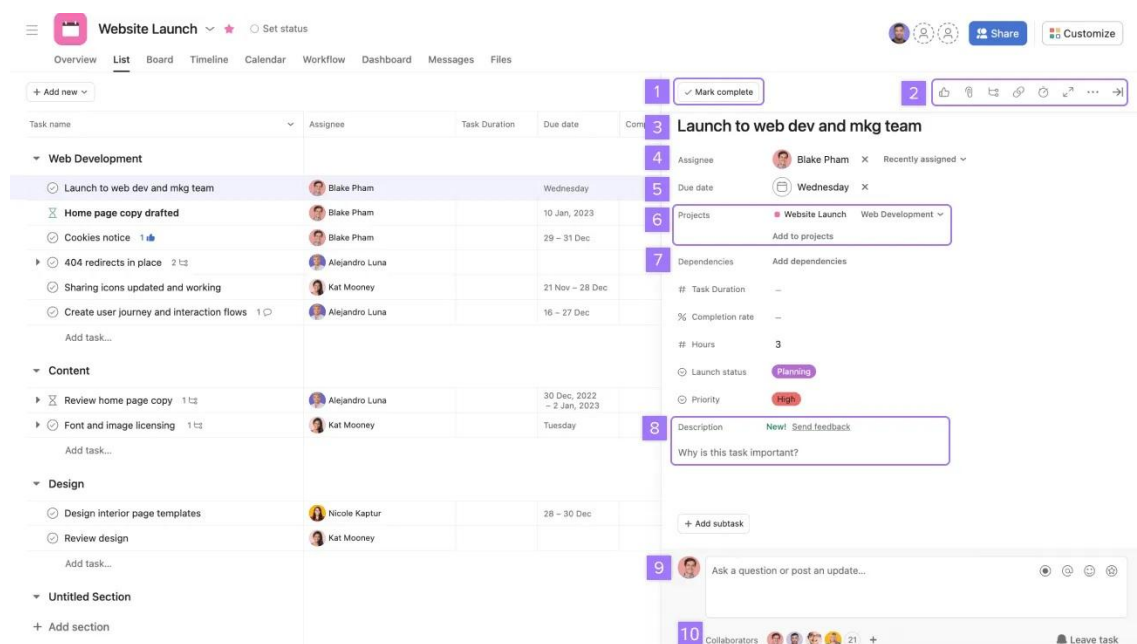 Website Launch
Set status
Share
Customize
Overview List Board Timeline Calendar Workflow Dashboard Messages Files
+ Add new
1 ✓ Mark complete
2
Task name Assignee Task Duration Due date
3 Launch to web dev and mkg team
Web Development
4 Assignee Blake Pham × Recently assigned
Launch to web dev and mkg team Blake Pham Wednesday
5 Due date Wednesday ×
Home page copy drafted Blake Pham 10 Jan, 2023
6 Projects Website Launch Web Development
Add to projects
Cookies notice 1 Blake Pham 29 – 31 Dec
404 redirects in place 2 Alejandro Luna
7 Dependencies Add dependencies
Sharing icons updated and working Kat Mooney 21 Nov – 28 Dec
# Task Duration –
Create user journey and interaction flows 1 Alejandro Luna 16 – 27 Dec
% Completion rate –
Add task...
# Hours 3
Content
Launch status Planning
Review home page copy 1 Alejandro Luna 30 Dec, 2022
– 2 Jan, 2023
Priority High
Font and image licensing 1 Kat Mooney Tuesday
8 Description New! Send feedback
Add task...
Why is this task important?
Design
Design interior page templates Nicole Kaptur 28 – 30 Dec
+ Add subtask
Review design Kat Mooney
Add task...
9 Ask a question or post an update...
Untitled Section
+ Add section
10 Collaborators 21 +
Leave task